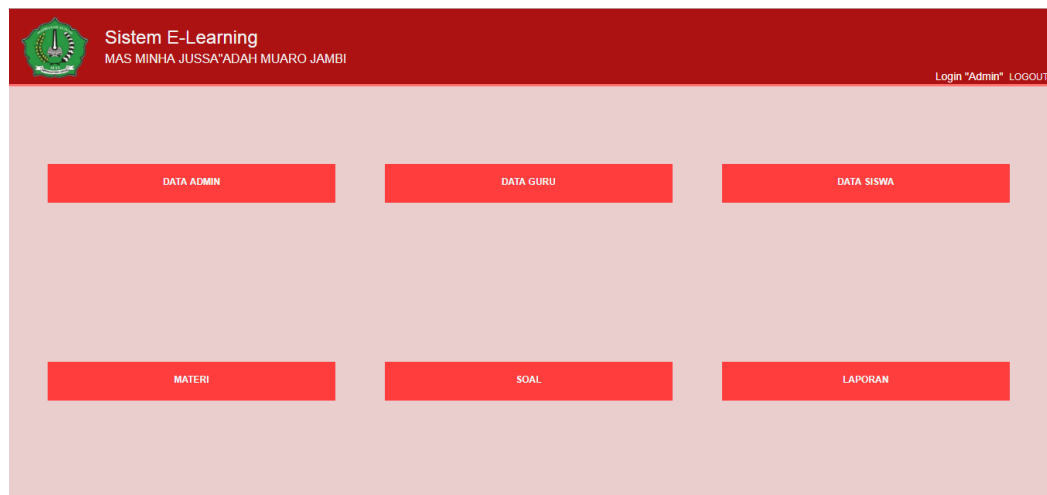 Sistem E-Learning
MAS MINHA JUSSA"ADAH MUARO JAMBI
Login "Admin" LOGOUT
DATA ADMIN
DATA GURU
DATA SISWA
MATERI
SOAL
LAPORAN